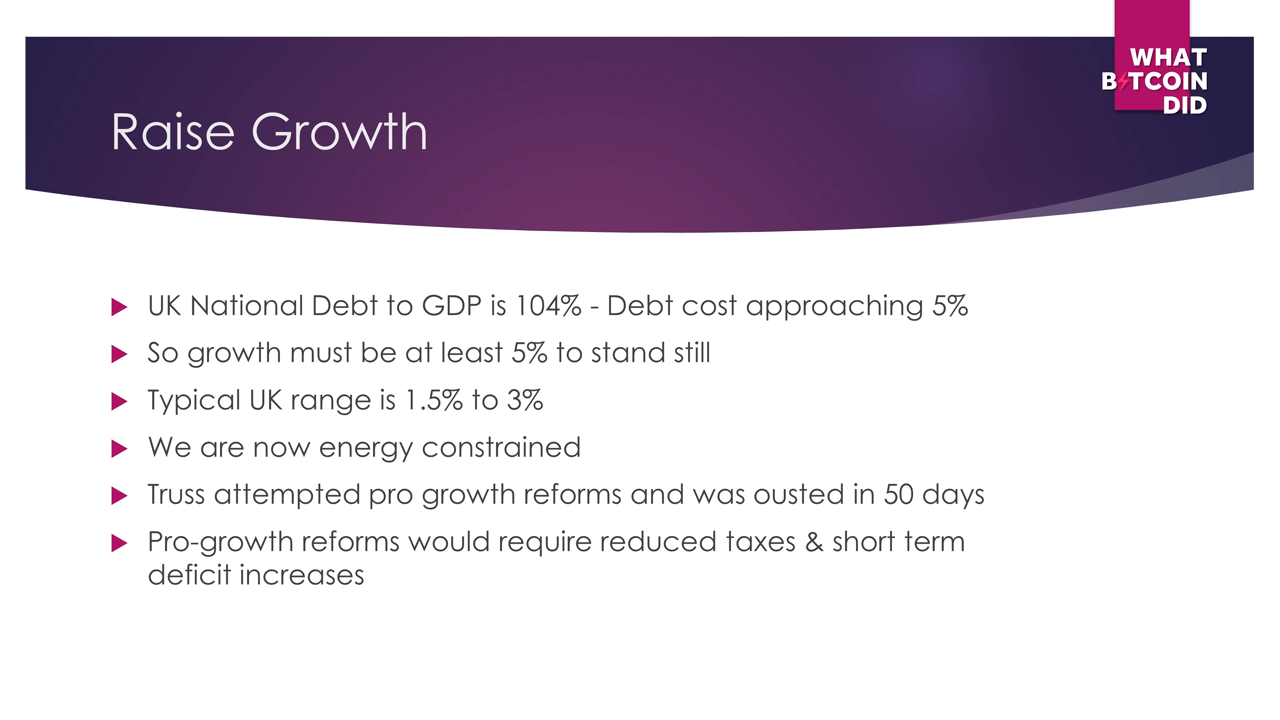 WHAT
BTCOIN
DID
Raise Growth
UK National Debt to GDP is 104% - Debt cost approaching 5%
So growth must be at least 5% to stand still
Typical UK range is 1.5% to 3%
We are now energy constrained
Truss attempted pro growth reforms and was ousted in 50 days
Pro-growth reforms would require reduced taxes & short term
deficit increases